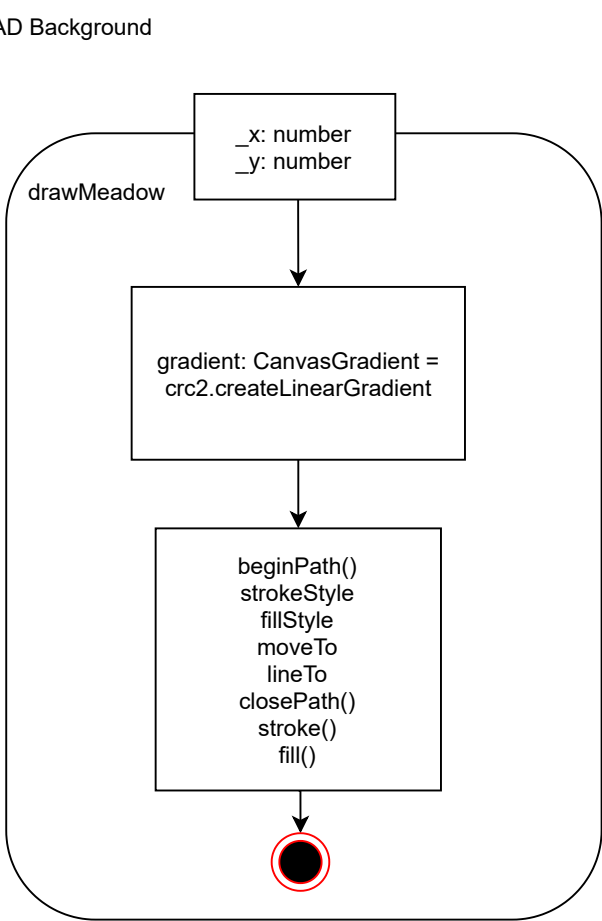 AD Background
_x: number
_y: number
drawMeadow
gradient: CanvasGradient =
crc2.createLinearGradient
beginPath()
strokeStyle
fillStyle
moveTo
lineTo
closePath()
stroke()
fill()